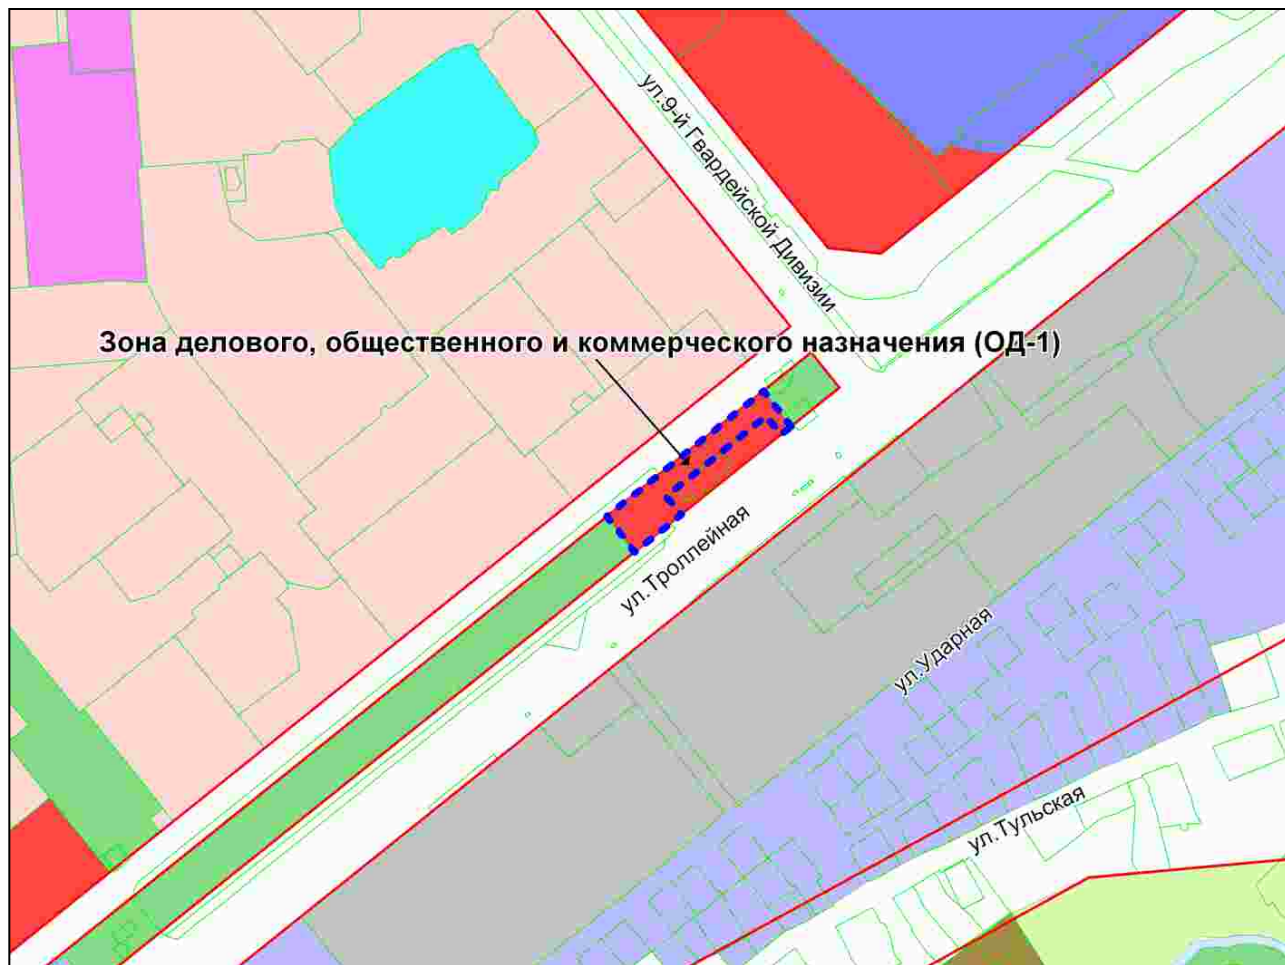 ул.9-й Гвардейской Дивизии
Зона делового, общественного и коммерческого назначения (ОД-1)
ул.Троллейная
ул.Ударная
ул.Тульская